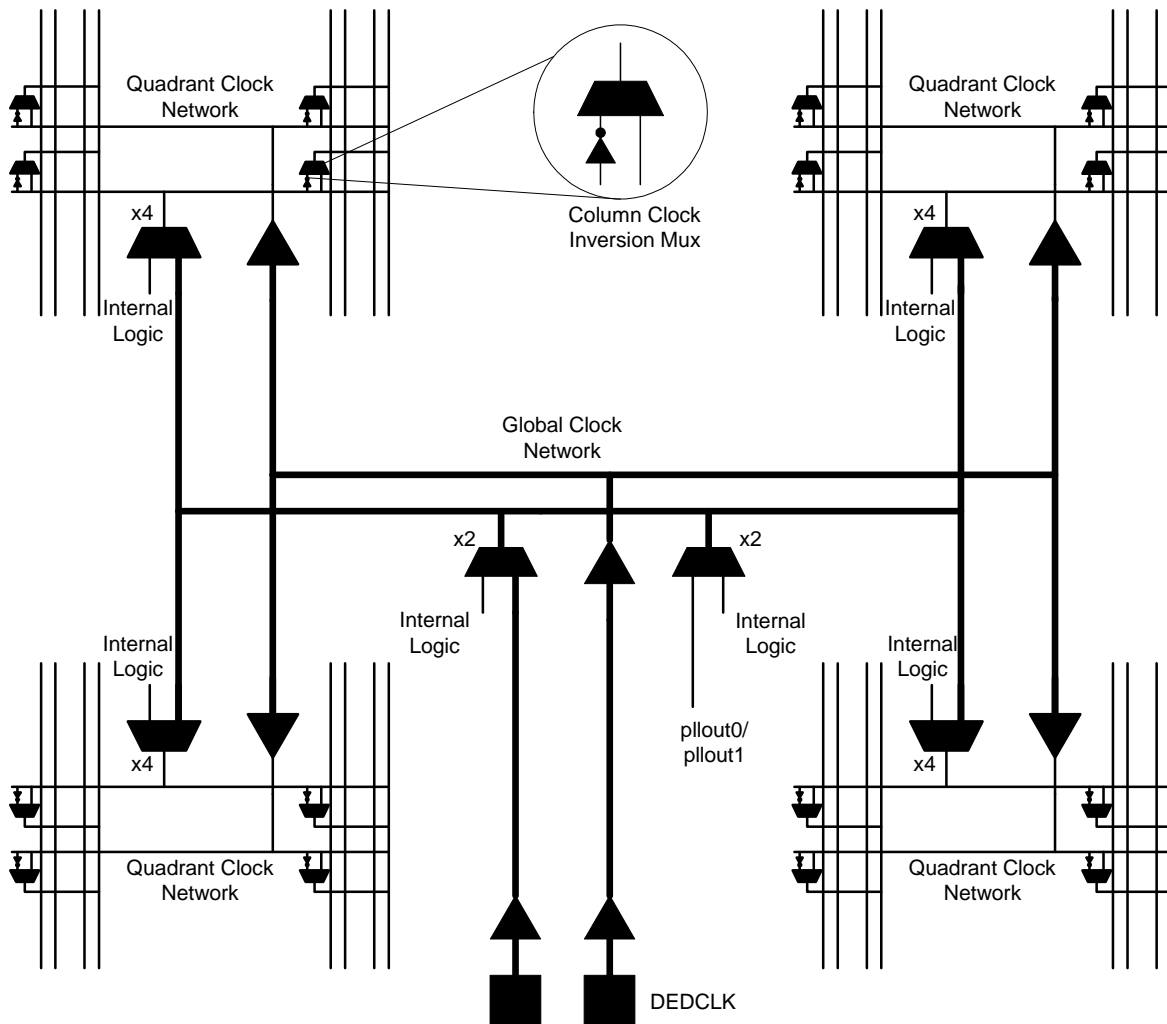 Quadrant Clock
Network
Quadrant Clock
Network
Column Clock
Inversion Mux
x4
x4
Internal
Logic
Internal
Logic
Global Clock
Network
x2
x2
Internal
Logic
Internal
Logic
Internal
Logic
Internal
Logic
pllout0/
pllout1
x4
x4
Quadrant Clock
Network
Quadrant Clock
Network
DEDCLK